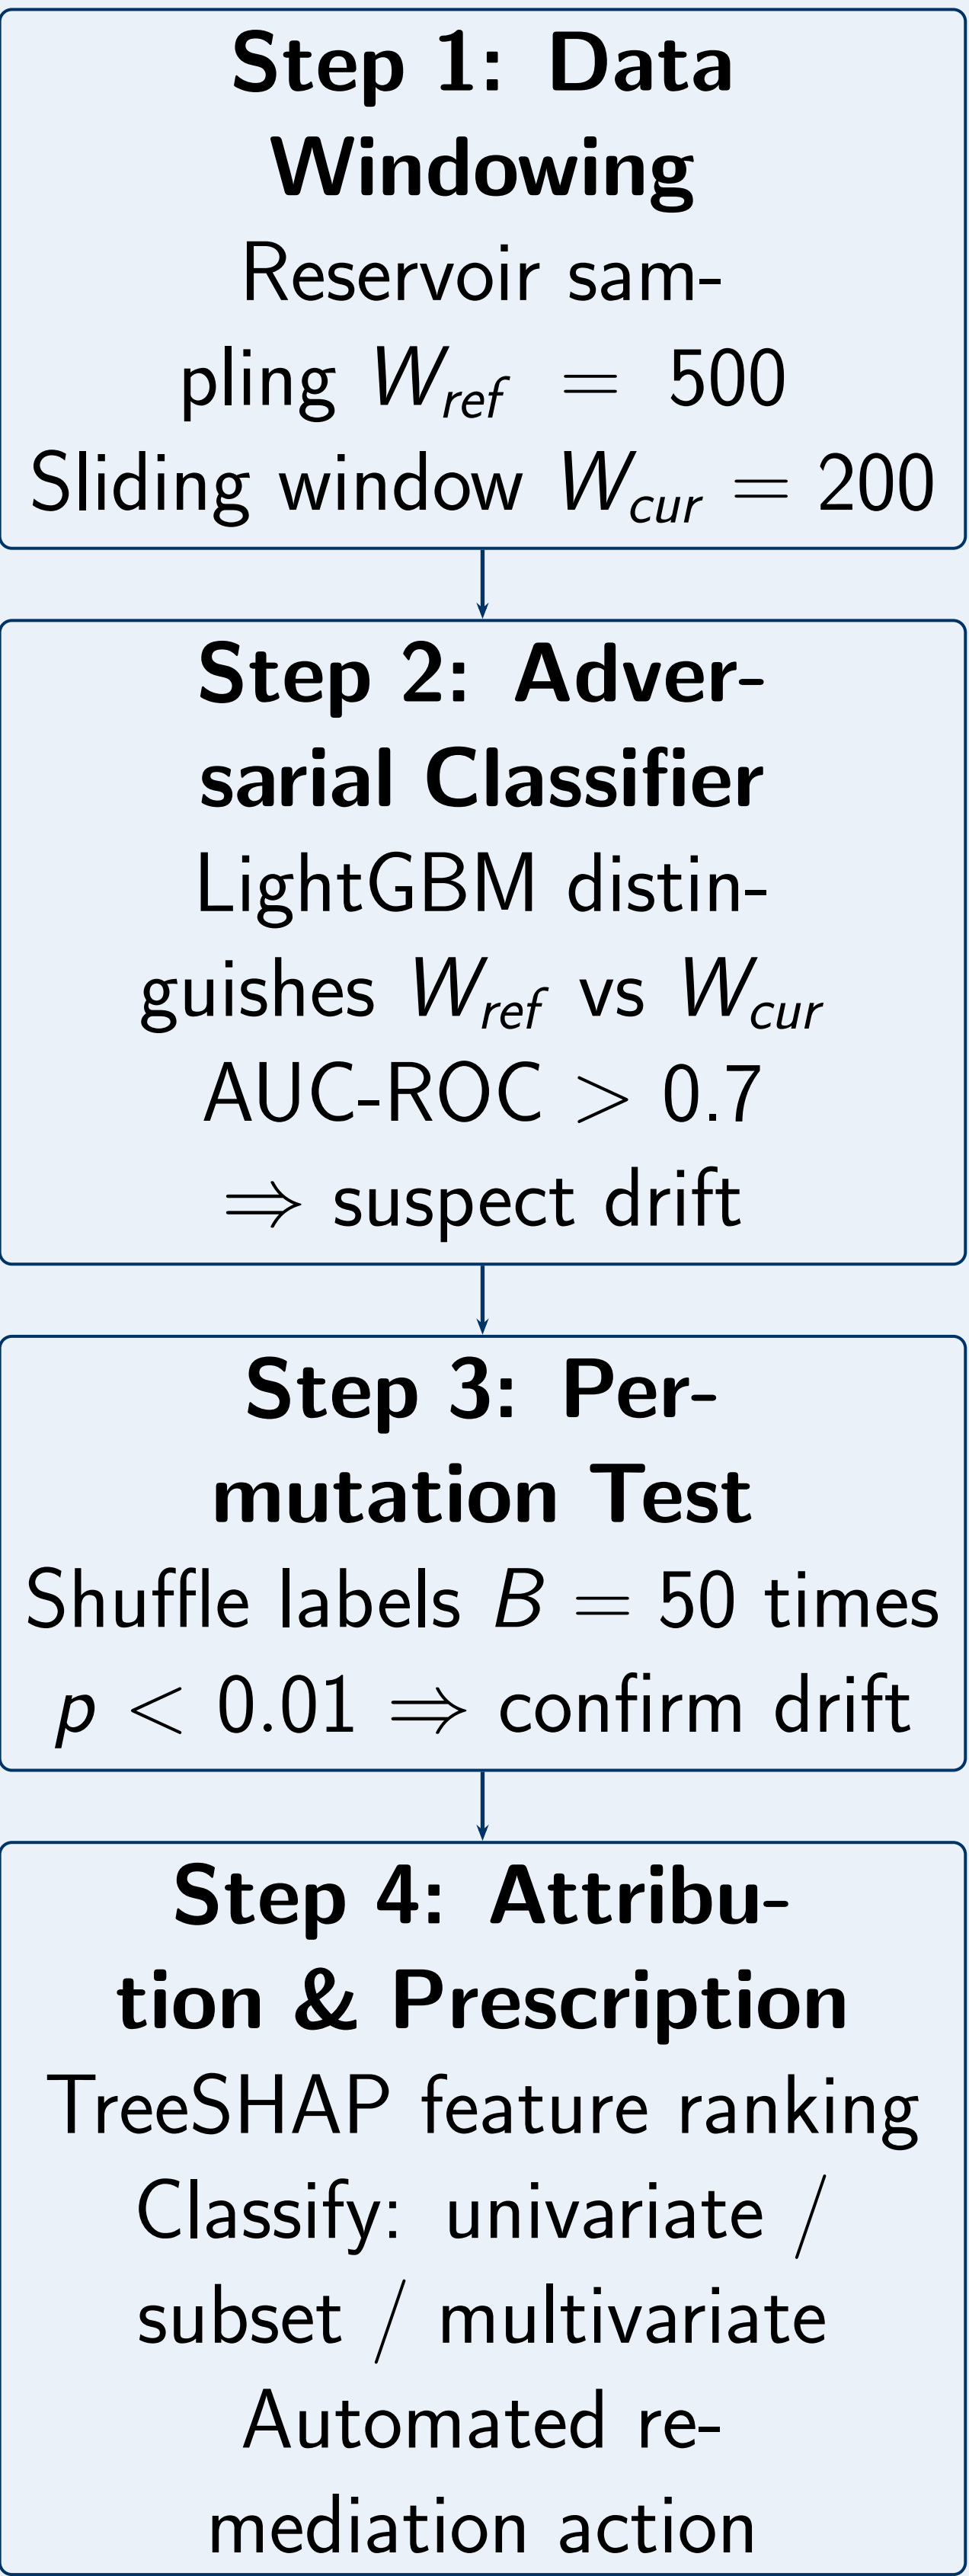 Step 1: Data
Windowing
Reservoir sam-
pling W_ref = 500
Sliding window W_cur = 200
Step 2: Adver-
sarial Classifier
LightGBM distin-
guishes W_ref vs W_cur
AUC-ROC > 0.7
⇒ suspect drift
Step 3: Per-
mutation Test
Shuffle labels B = 50 times
p < 0.01 ⇒ confirm drift
Step 4: Attribu-
tion & Prescription
TreeSHAP feature ranking
Classify: univariate /
subset / multivariate
Automated re-
mediation action